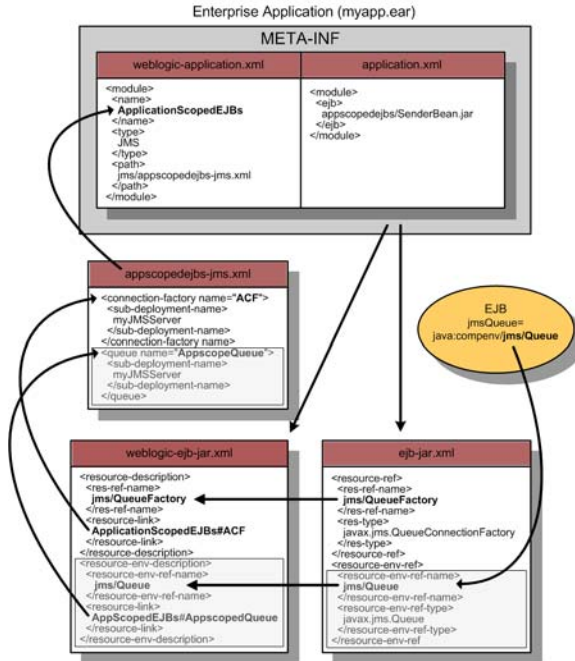 Enterprise Application (myapp.ear)
META-INF
weblogic-application.xml
<module>
<name>
ApplicationScopedEJBs
</name>
<type>
JMS
</type>
<path>
jms/appscopedejbs-jms.xml
</path>
</module>
application.xml
<module>
<ejb>
appscopedejbs/SenderBean.jar
</ejb>
</module>
appscopedejbs-jms.xml
<connection-factory name="ACF">
<sub-deployment-name>
myJMSServer
</sub-deployment-name>
</connection-factory name>
<queue name="AppscopeQueue">
<sub-deployment-name>
myJMSServer
</sub-deployment-name>
</queue>
EJB
jmsQueue=
java:compenv/jms/Queue
weblogic-ejb-jar.xml
<resource-description>
<res-ref-name>
jms/QueueFactory
</res-ref-name>
<resource-link>
ApplicationScopedEJBs#ACF
</resource-link>
</resource-description>
<resource-env-description>
<resource-env-ref-name>
jms/Queue
</resource-env-ref-name>
<resource-link>
AppScopedEJBs#AppscopedQueue
</resource-link>
</resource-env-description>
ejb-jar.xml
<resource-ref>
<res-ref-name>
jms/QueueFactory
</res-ref-name>
<res-type>
javax.jms.QueueConnectionFactory
</res-type>
</resource-ref>
<resource-env-ref>
<resource-env-ref-name>
jms/Queue
</resource-env-ref-name>
<resource-env-ref-type>
javax.jms.Queue
</resource-env-ref-type>
</resource-env-ref